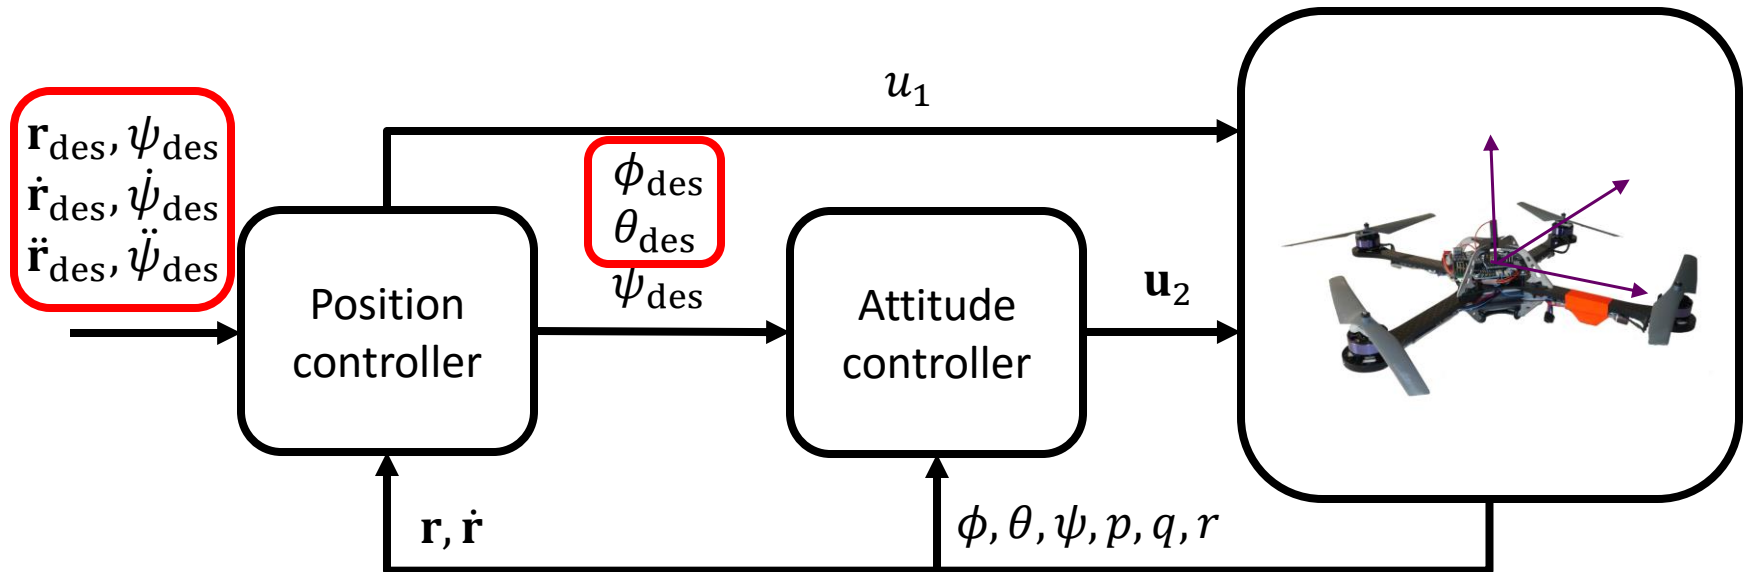 u₁
𝐫_des, ψ_des
𝐫̇_des, ψ̇_des
𝐫̈_des, ψ̈_des
ϕ_des
θ_des
ψ_des
Position
controller
Attitude
controller
𝐮₂
𝐫, 𝐫̇
ϕ, θ, ψ, p, q, r